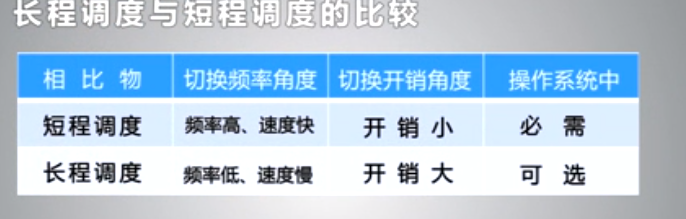 长程调度与短程调度的比较
相比物 切换频率角度 切换开销角度 操作系统中
短程调度 频率高、速度快 开销小 必需
长程调度 频率低、速度慢 开销大 可选